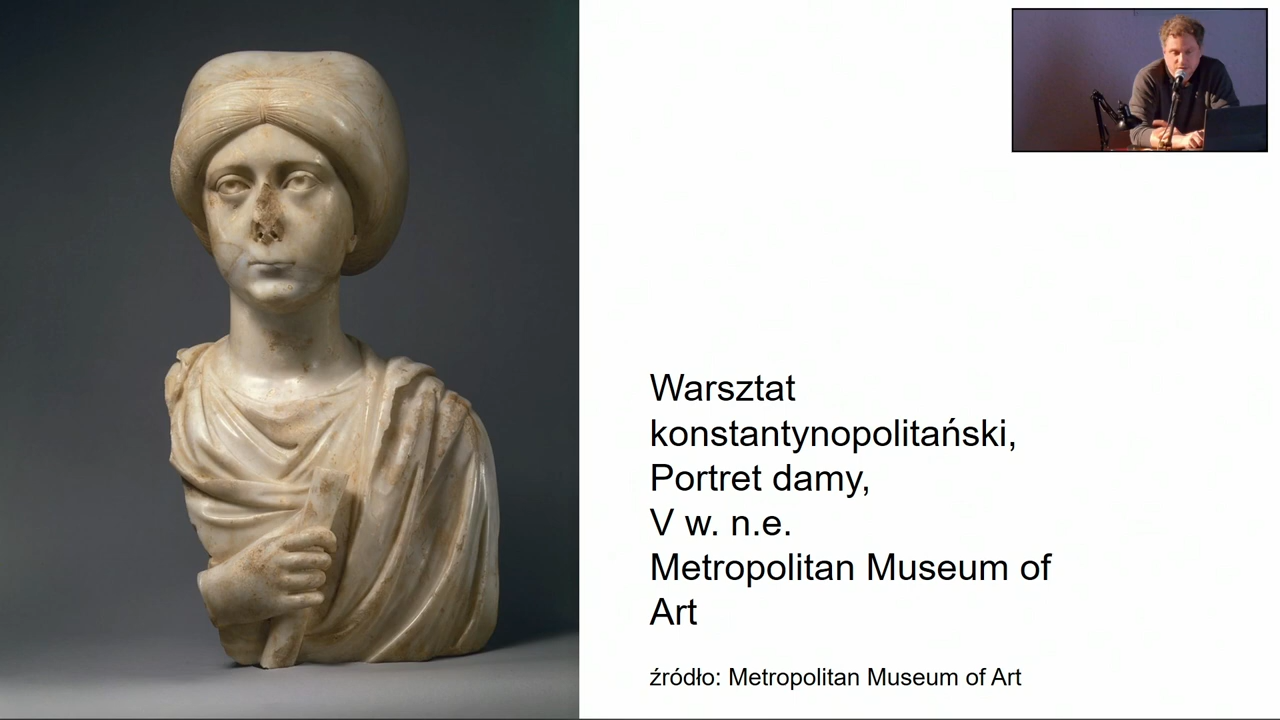 Warsztat
konstantynopolitański,
Portret damy,
V w. n.e.
Metropolitan Museum of
Art
źródło: Metropolitan Museum of Art